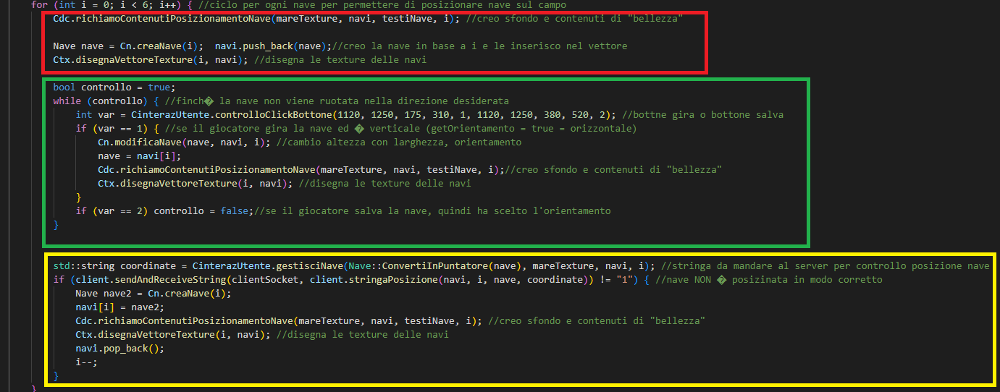 for (int i = 0; i < 6; i++) { //ciclo per ogni nave per permettere di posizionare nave sul campo
Cdc.richiamoContenutiPosizionamentoNave(mareTexture, navi, testiNave, i); //creo sfondo e contenuti di "bellezza"
Nave nave = Cn.creaNave(i);  navi.push_back(nave);//creo la nave in base a i e le inserisco nel vettore
Ctx.disegnaVettoreTexture(i, navi); //disegna le texture delle navi
bool controllo = true;
while (controllo) { //finch� la nave non viene ruotata nella direzione desiderata
int var = CinterazUtente.controlloClickBottone(1120, 1250, 175, 310, 1, 1120, 1250, 380, 520, 2); //bottne gira o bottone salva
if (var == 1) { //se il giocatore gira la nave ed � verticale (getOrientamento = true = orizzontale)
Cn.modificaNave(nave, navi, i); //cambio altezza con larghezza, orientamento
nave = navi[i];
Cdc.richiamoContenutiPosizionamentoNave(mareTexture, navi, testiNave, i);//creo sfondo e contenuti di "bellezza"
Ctx.disegnaVettoreTexture(i, navi); //disegna le texture delle navi
}
if (var == 2) controllo = false;//se il giocatore salva la nave, quindi ha scelto l'orientamento
}
std::string coordinate = CinterazUtente.gestisciNave(Nave::ConvertiInPuntatore(nave), mareTexture, navi, i); //stringa da mandare al server per controllo posizione nave
if (client.sendAndReceiveString(clientSocket, client.stringaPosizione(navi, i, nave, coordinate)) != "1") { //nave NON � posizinata in modo corretto
Nave nave2 = Cn.creaNave(i);
navi[i] = nave2;
Cdc.richiamoContenutiPosizionamentoNave(mareTexture, navi, testiNave, i); //creo sfondo e contenuti di "bellezza"
Ctx.disegnaVettoreTexture(i, navi); //disegna le texture delle navi
navi.pop_back();
i--;
}
}